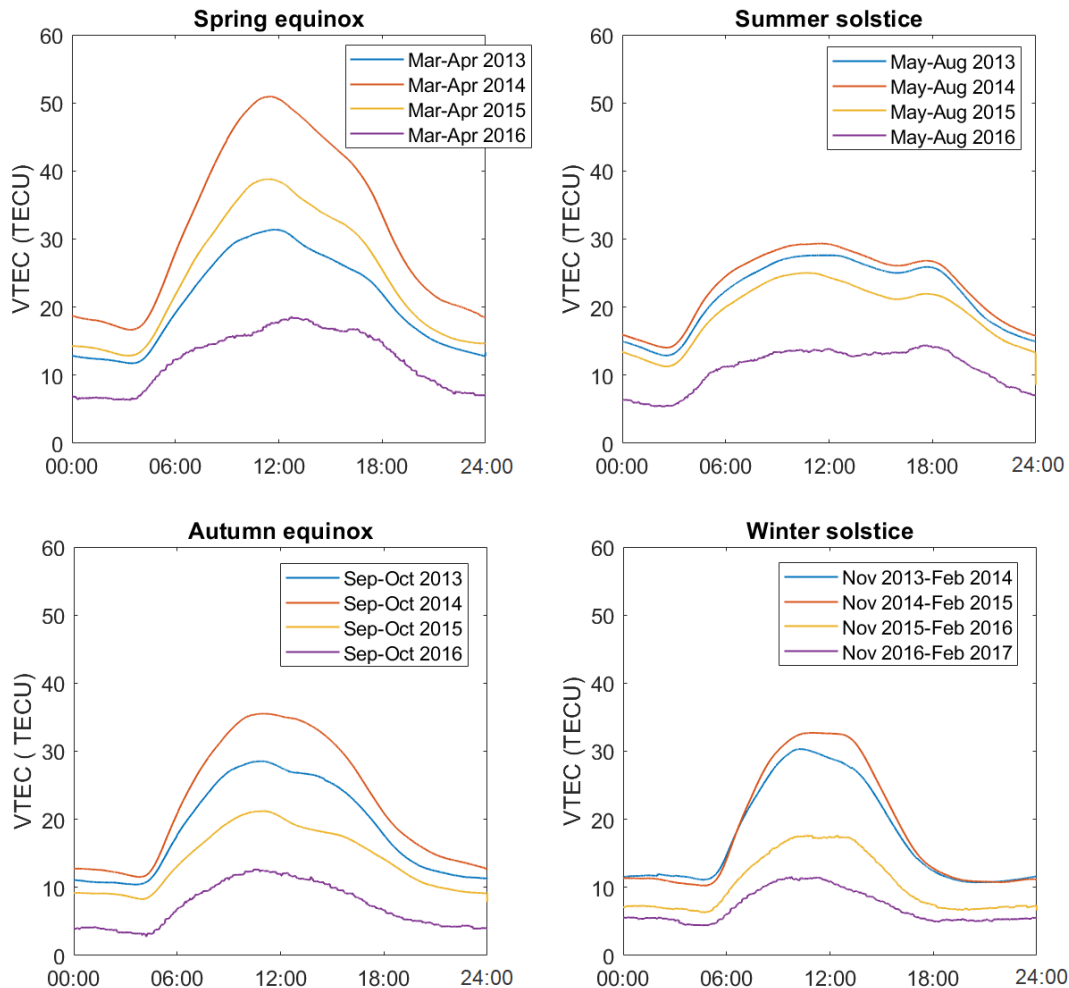 Spring equinox
VTEC (TECU)
60
50
40
30
20
10
0
00:00 06:00 12:00 18:00 24:00
Mar-Apr 2013
Mar-Apr 2014
Mar-Apr 2015
Mar-Apr 2016
Summer solstice
VTEC (TECU)
60
50
40
30
20
10
0
00:00 06:00 12:00 18:00 24:00
May-Aug 2013
May-Aug 2014
May-Aug 2015
May-Aug 2016
Autumn equinox
VTEC ( TECU)
60
50
40
30
20
10
0
00:00 06:00 12:00 18:00 24:00
Sep-Oct 2013
Sep-Oct 2014
Sep-Oct 2015
Sep-Oct 2016
Winter solstice
VTEC (TECU)
60
50
40
30
20
10
0
00:00 06:00 12:00 18:00 24:00
Nov 2013-Feb 2014
Nov 2014-Feb 2015
Nov 2015-Feb 2016
Nov 2016-Feb 2017